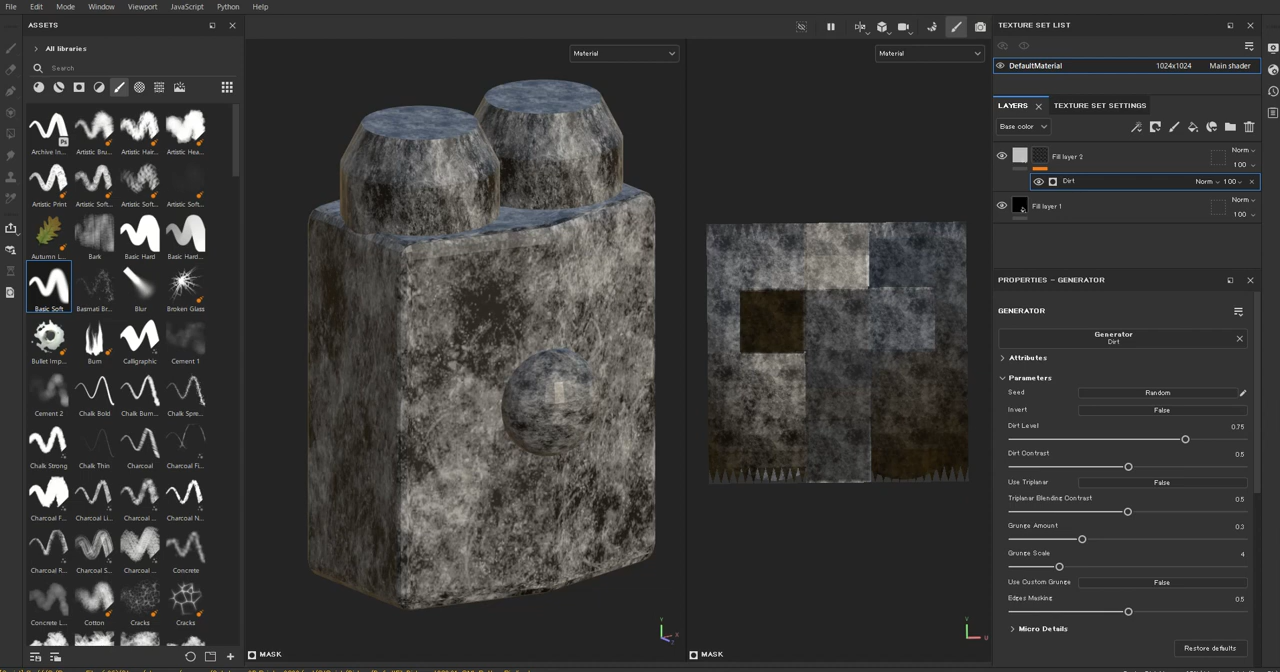 File Edit Mode Window Viewport JavaScript Python Help
ASSETS
All libraries
Search
Archive In...
Artistic Bru...
Artistic Hair...
Artistic Hea...
Artistic Print
Artistic Soft...
Artistic Soft...
Artistic Soft...
Autumn L...
Bark
Basic Hard
Basic Hard...
Basic Soft
Basmati Br...
Blur
Broken Glass
Bullet Imp...
Burn
Calligraphic
Cement 1
Cement 2
Chalk Bold
Chalk Bum...
Chalk Spre...
Chalk Strong
Chalk Thin
Charcoal
Charcoal Fi...
Charcoal F...
Charcoal Li...
Charcoal ...
Charcoal N...
Charcoal R...
Charcoal S...
Charcoal ...
Concrete
Concrete L...
Cotton
Cracks
Cracks
Material
Material
MASK
MASK
TEXTURE SET LIST
DefaultMaterial 1024x1024 Main shader
LAYERS
TEXTURE SET SETTINGS
Base color
Fill layer 2
Norm
100
Dirt Norm 100
Fill layer 1
Norm
100
PROPERTIES - GENERATOR
GENERATOR
Generator
Dirt
Attributes
Parameters
Seed Random
Invert False
Dirt Level 0.75
Dirt Contrast 0.5
Use Triplanar False
Triplanar Blending Contrast 0.5
Grunge Amount 0.3
Grunge Scale 4
Use Custom Grunge False
Edges Masking 0.5
Micro Details
Restore defaults